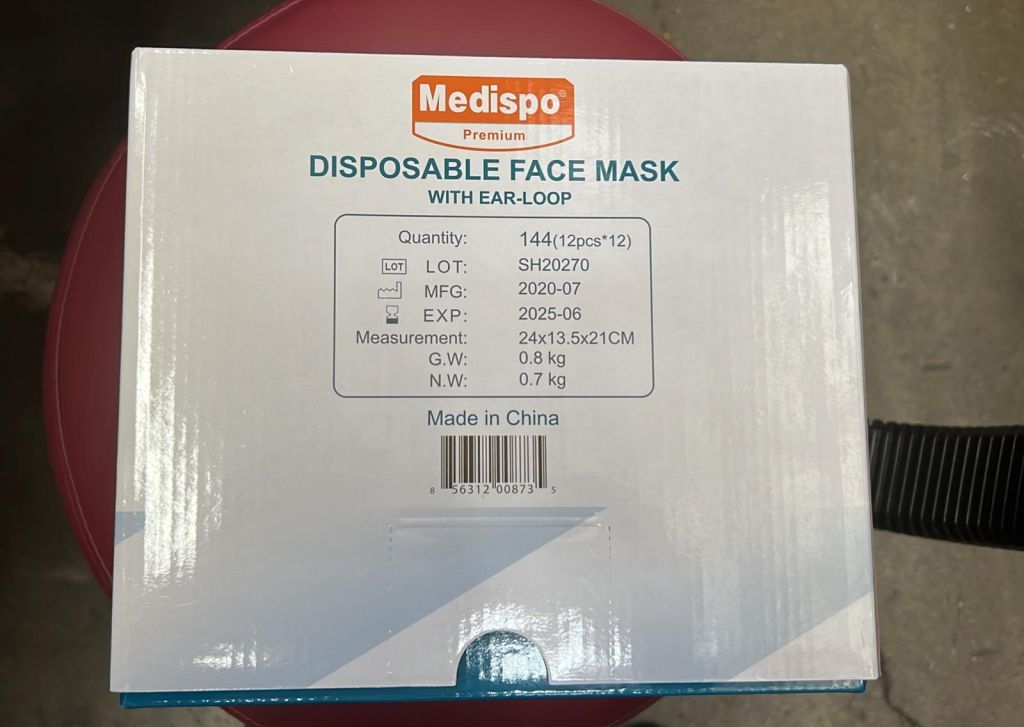 Medispo®
Premium
DISPOSABLE FACE MASK
WITH EAR-LOOP
Quantity: 144(12pcs*12)
LOT LOT: SH20270
MFG: 2020-07
EXP: 2025-06
Measurement: 24x13.5x21CM
G.W: 0.8 kg
N.W: 0.7 kg
Made in China
8 56312 00873 5